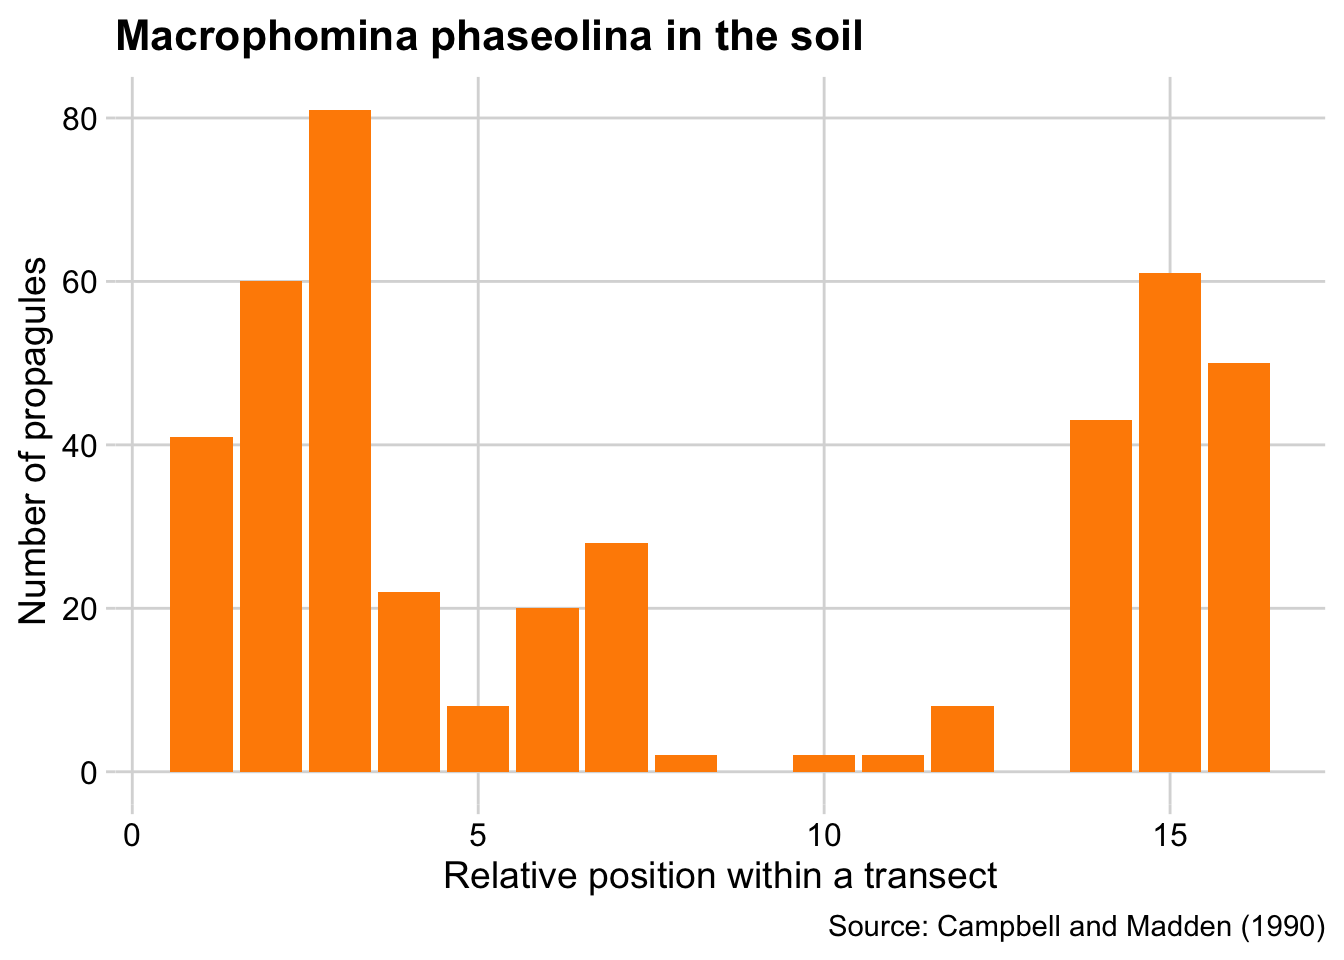 Macrophomina phaseolina in the soil
Number of propagules
80
60
40
20
0
0 5 10 15
Relative position within a transect
Source: Campbell and Madden (1990)